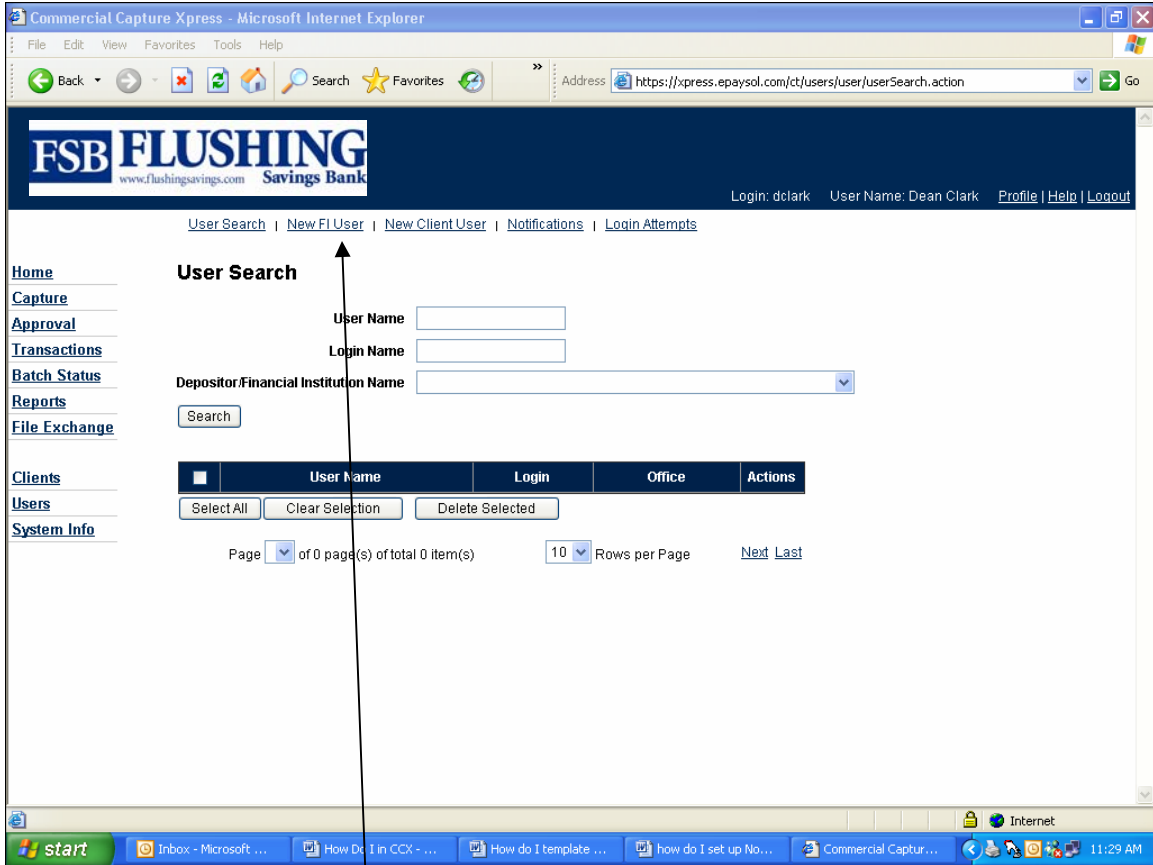 Commercial Capture Xpress - Microsoft Internet Explorer
File Edit View Favorites Tools Help
Back Search Favorites » Address https://xpress.epaysol.com/ct/users/user/userSearch.action Go
FSB FLUSHING
www.flushingsavings.com Savings Bank
Login: dclark User Name: Dean Clark Profile | Help | Logout
User Search | New FI User | New Client User | Notifications | Login Attempts
Home
Capture
Approval
Transactions
Batch Status
Reports
File Exchange
Clients
Users
System Info
User Search
User Name
Login Name
Depositor/Financial Institution Name
Search
User Name Login Office Actions
Select All Clear Selection Delete Selected
Page of 0 page(s) of total 0 item(s) 10 Rows per Page Next Last
Internet
start Inbox - Microsoft ... How Do I in CCX - ... How do I template ... how do I set up No... Commercial Captur... 11:29 AM